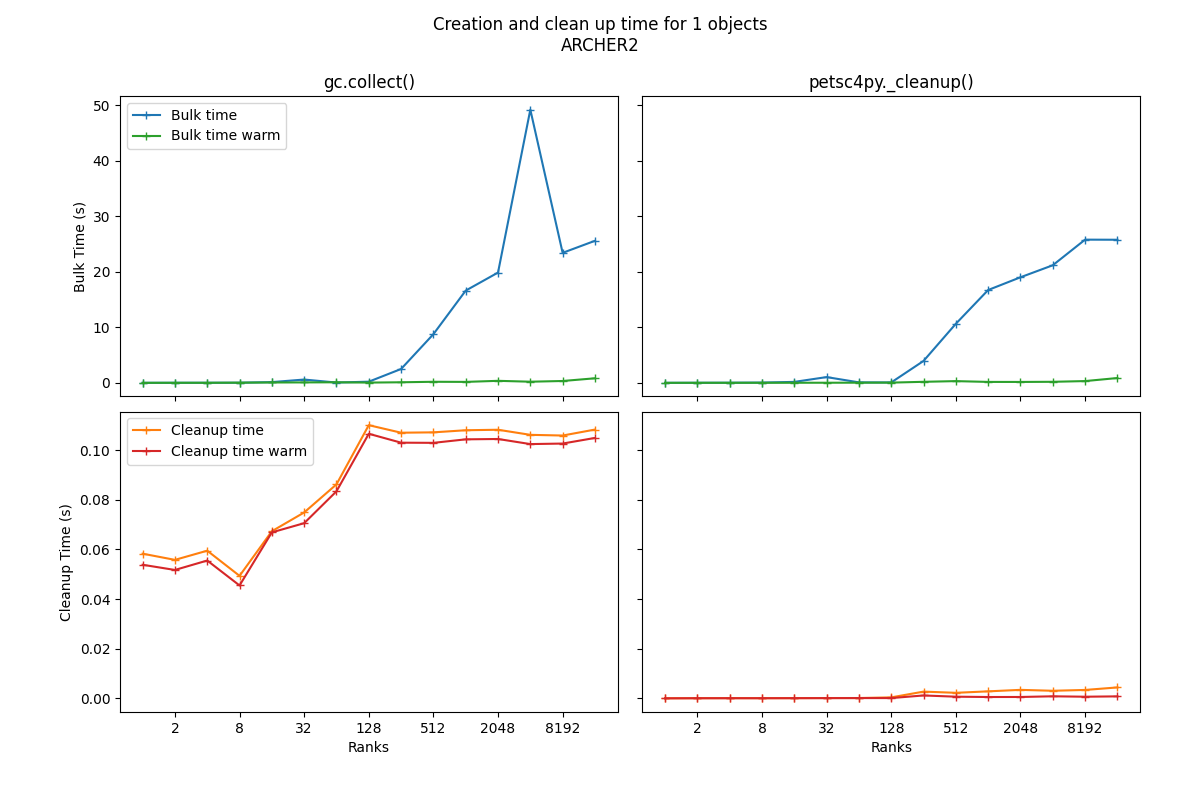 Creation and clean up time for 1 objects
ARCHER2
gc.collect()
petsc4py._cleanup()
Bulk Time (s)
50
40
30
20
10
0
Bulk time
Bulk time warm
Cleanup Time (s)
0.10
0.08
0.06
0.04
0.02
0.00
Cleanup time
Cleanup time warm
2 8 32 128 512 2048 8192
Ranks
2 8 32 128 512 2048 8192
Ranks